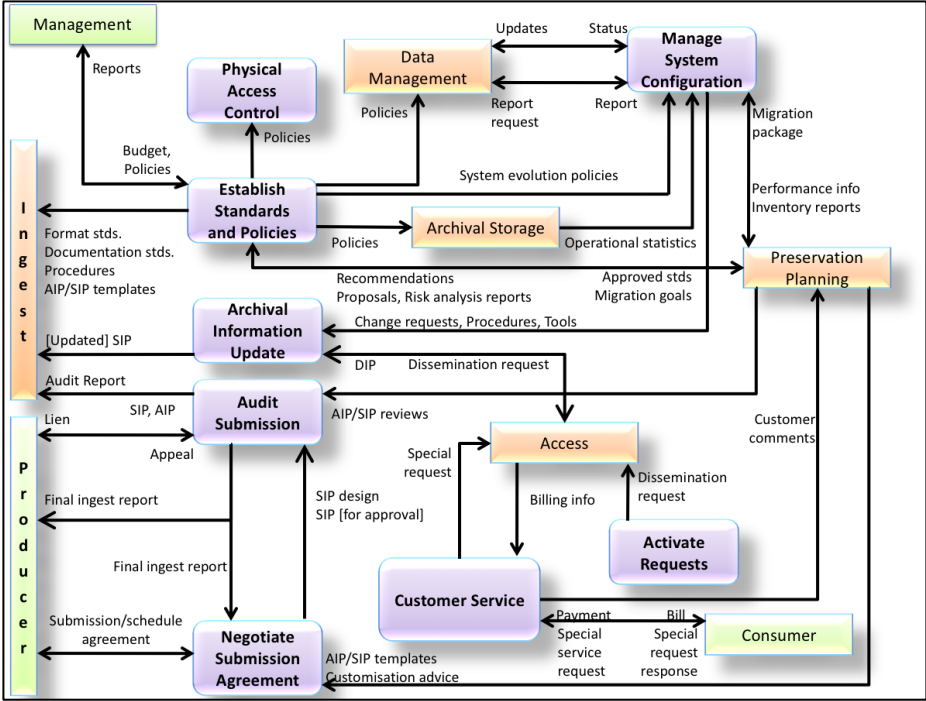 Management
Reports
Physical
Access
Control
Policies
Data
Management
Policies
Updates
Status
Report
request
Report
Manage
System
Configuration
Migration
package
Performance info
Inventory reports
Budget,
Policies
Establish
Standards
and Policies
System evolution policies
Policies
Archival Storage
Operational statistics
Ingest
Format stds.
Documentation stds.
Procedures
AIP/SIP templates
Recommendations
Proposals, Risk analysis reports
Approved stds
Migration goals
Preservation
Planning
Archival
Information
Update
Change requests, Procedures, Tools
[Updated] SIP
DIP
Dissemination request
Audit Report
SIP, AIP
Audit
Submission
AIP/SIP reviews
Producer
Lien
Appeal
Access
Special
request
Billing info
Dissemination
request
Customer
comments
SIP design
SIP [for approval]
Final ingest report
Final ingest report
Activate
Requests
Customer Service
Submission/schedule
agreement
Negotiate
Submission
Agreement
AIP/SIP templates
Customisation advice
Payment
Special
service
request
Bill
Special
request
response
Consumer